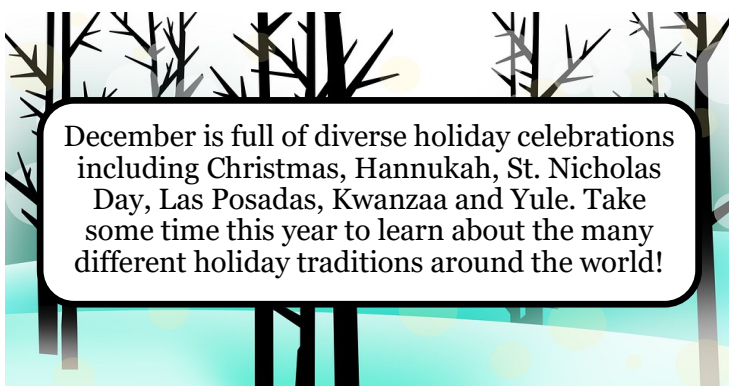 December is full of diverse holiday celebrations
including Christmas, Hannukah, St. Nicholas
Day, Las Posadas, Kwanzaa and Yule. Take
some time this year to learn about the many
different holiday traditions around the world!